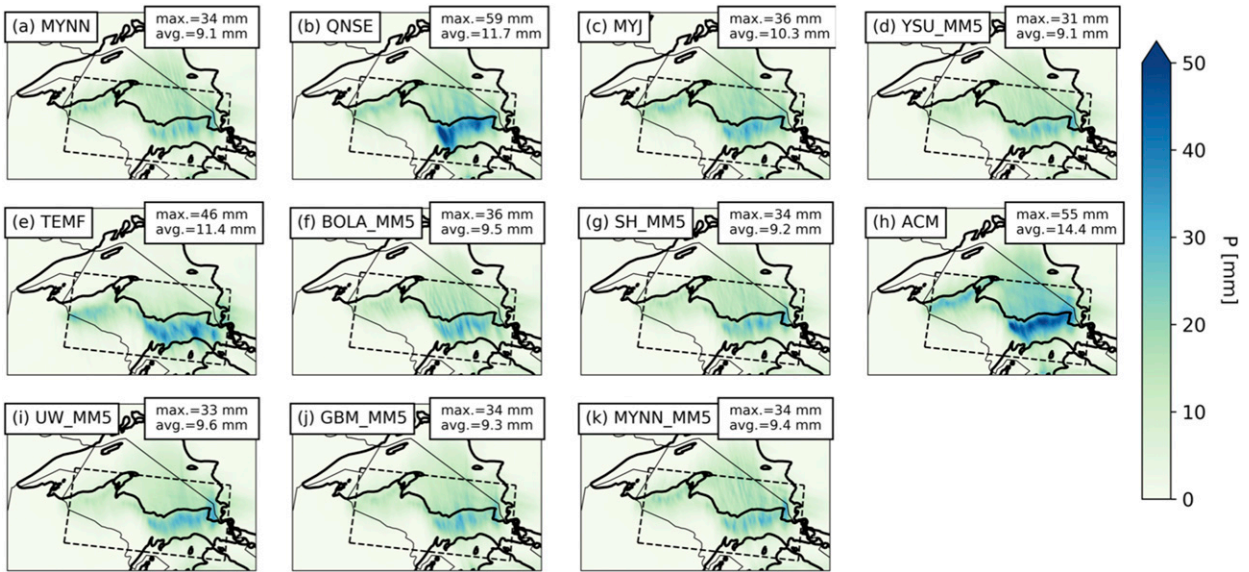 (a) MYNN
max.=34 mm
avg.=9.1 mm
(b) QNSE
max.=59 mm
avg.=11.7 mm
(c) MYJ
max.=36 mm
avg.=10.3 mm
(d) YSU_MM5
max.=31 mm
avg.=9.1 mm
(e) TEMF
max.=46 mm
avg.=11.4 mm
(f) BOLA_MM5
max.=36 mm
avg.=9.5 mm
(g) SH_MM5
max.=34 mm
avg.=9.2 mm
(h) ACM
max.=55 mm
avg.=14.4 mm
(i) UW_MM5
max.=33 mm
avg.=9.6 mm
(j) GBM_MM5
max.=34 mm
avg.=9.3 mm
(k) MYNN_MM5
max.=34 mm
avg.=9.4 mm
50
40
30
20
10
0
P [mm]